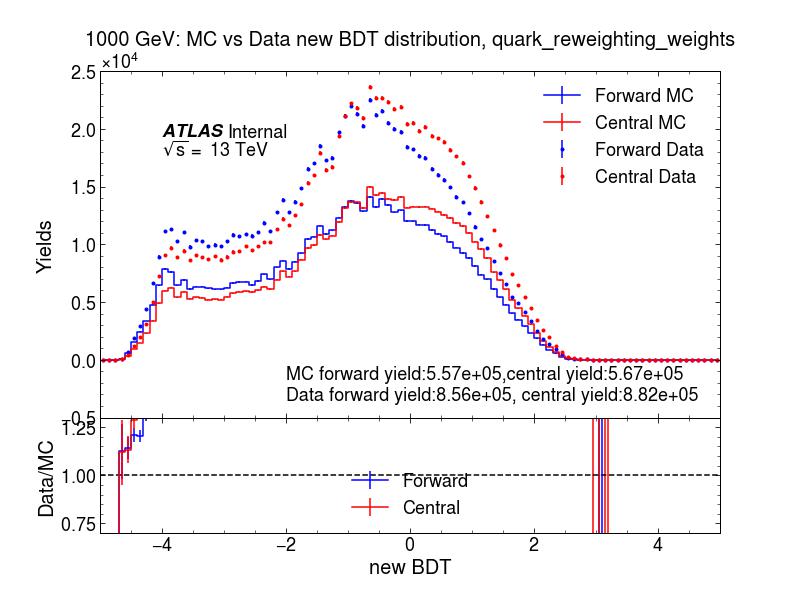 1000 GeV: MC vs Data new BDT distribution, quark_reweighting_weights
×10⁴
2.5
2.0
1.5
1.0
0.5
0.0
0.5
Yields
ATLAS Internal
√s = 13 TeV
Forward MC
Central MC
Forward Data
Central Data
MC forward yield:5.57e+05,central yield:5.67e+05
Data forward yield:8.56e+05, central yield:8.82e+05
1.25
1.00
0.75
Data/MC
Forward
Central
−4 −2 0 2 4
new BDT